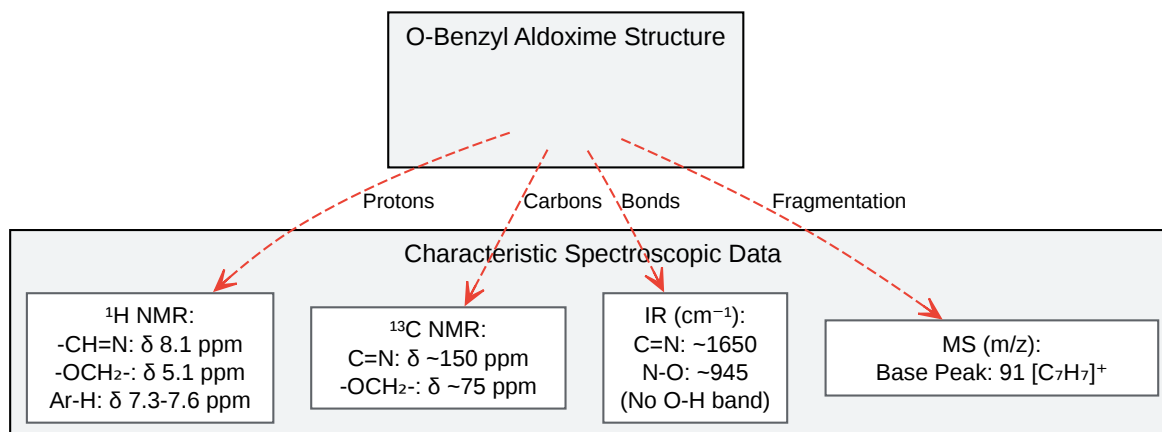 O-Benzyl Aldoxime Structure
Protons
Carbons
Bonds
Fragmentation
Characteristic Spectroscopic Data
¹H NMR:
-CH=N: δ 8.1 ppm
-OCH₂-: δ 5.1 ppm
Ar-H: δ 7.3-7.6 ppm
¹³C NMR:
C=N: δ ~150 ppm
-OCH₂-: δ ~75 ppm
IR (cm⁻¹):
C=N: ~1650
N-O: ~945
(No O-H band)
MS (m/z):
Base Peak: 91 [C₇H₇]⁺